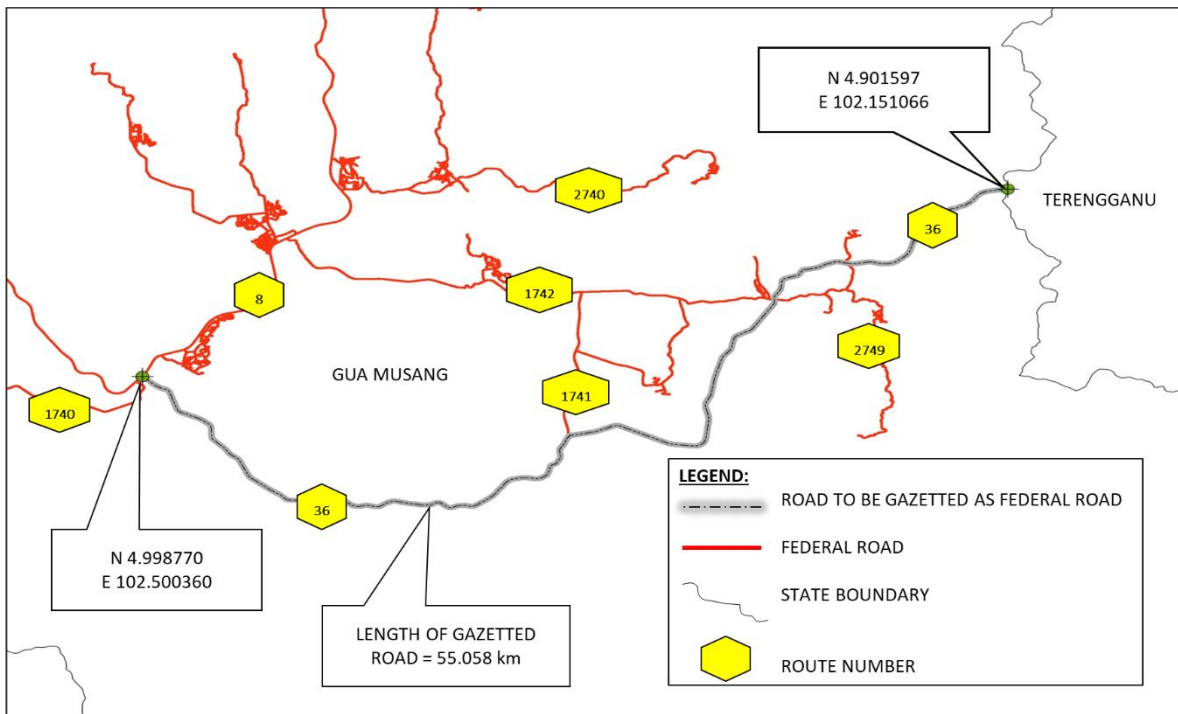 N 4.901597
E 102.151066
TERENGGANU
2740
36
8
1742
2749
GUA MUSANG
1740
1741
36
N 4.998770
E 102.500360
LENGTH OF GAZETTED
ROAD = 55.058 km
LEGEND:
ROAD TO BE GAZETTED AS FEDERAL ROAD
FEDERAL ROAD
STATE BOUNDARY
ROUTE NUMBER